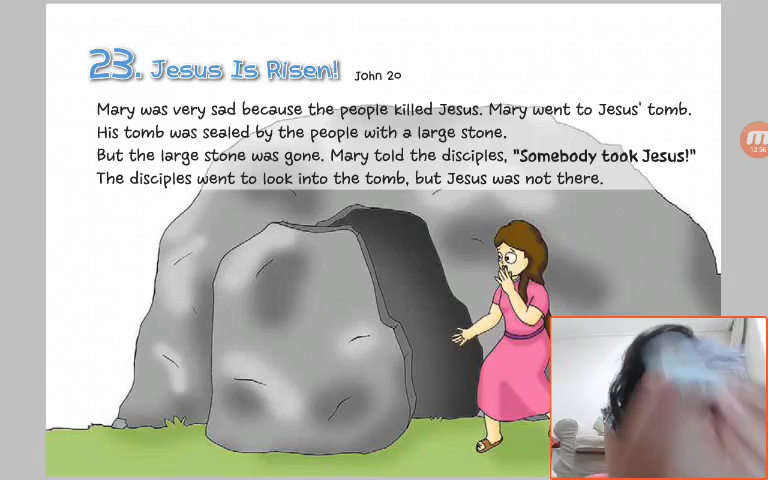 23. Jesus Is Risen! John 20
Mary was very sad because the people killed Jesus. Mary went to Jesus' tomb.
His tomb was sealed by the people with a large stone.
But the large stone was gone. Mary told the disciples, "Somebody took Jesus!"
The disciples went to look into the tomb, but Jesus was not there.
13:56